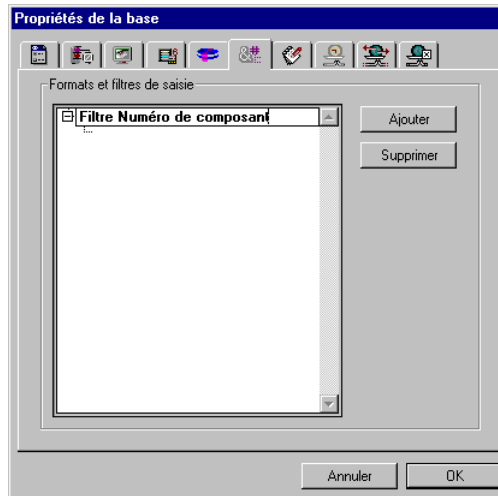 Propriétés de la base
&#
Formats et filtres de saisie
Filtre Numéro de composant
Ajouter
Supprimer
Annuler
OK